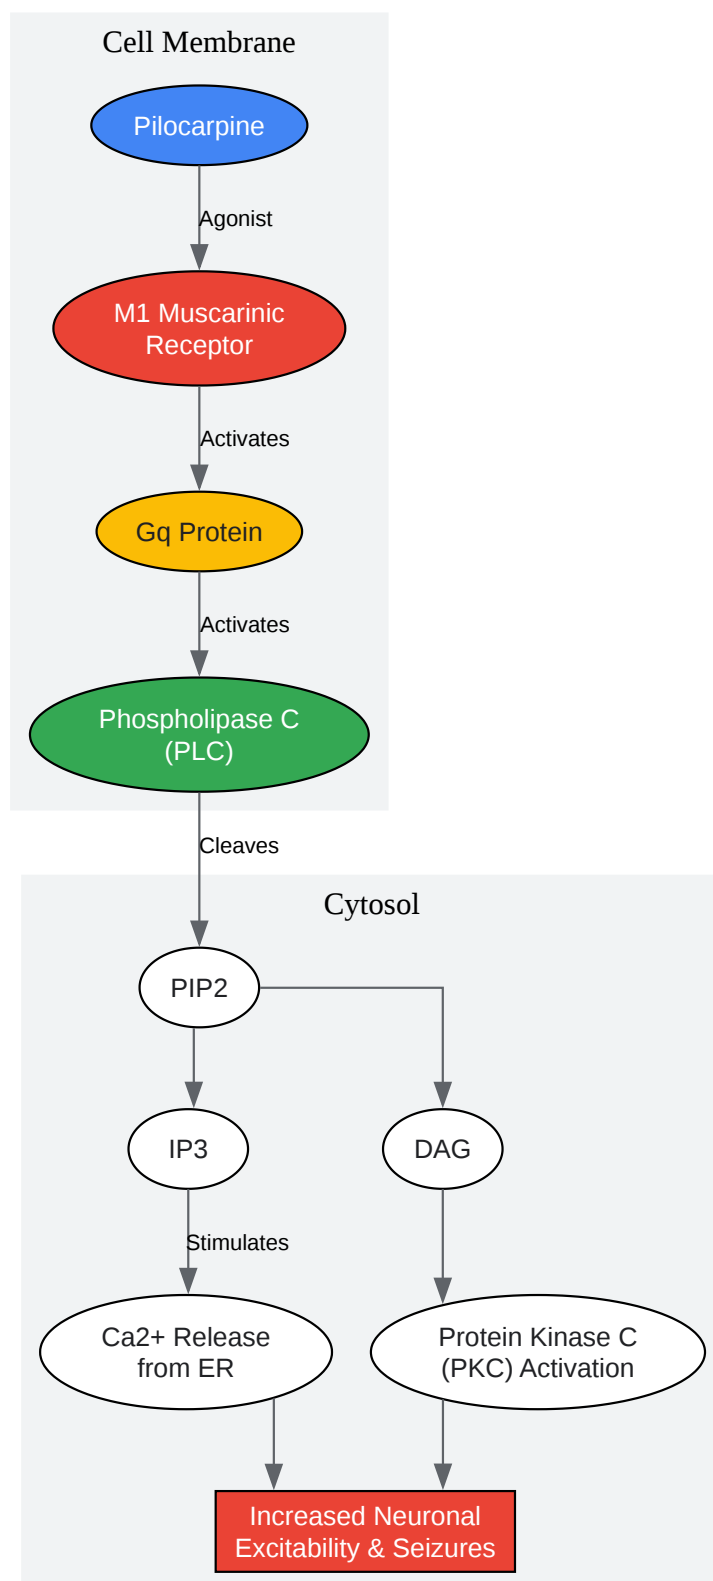 Cell Membrane
Pilocarpine
Agonist
M1 Muscarinic
Receptor
Activates
Gq Protein
Activates
Phospholipase C
(PLC)
Cleaves
Cytosol
PIP2
IP3
DAG
Stimulates
Ca2+ Release
from ER
Protein Kinase C
(PKC) Activation
Increased Neuronal
Excitability & Seizures